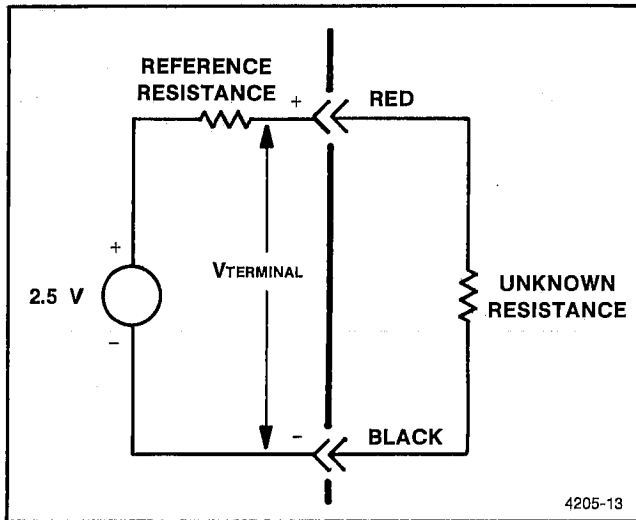 REFERENCE
RESISTANCE
+
RED
+
2.5 V
−
VTERMINAL
UNKNOWN
RESISTANCE
−
BLACK
4205-13